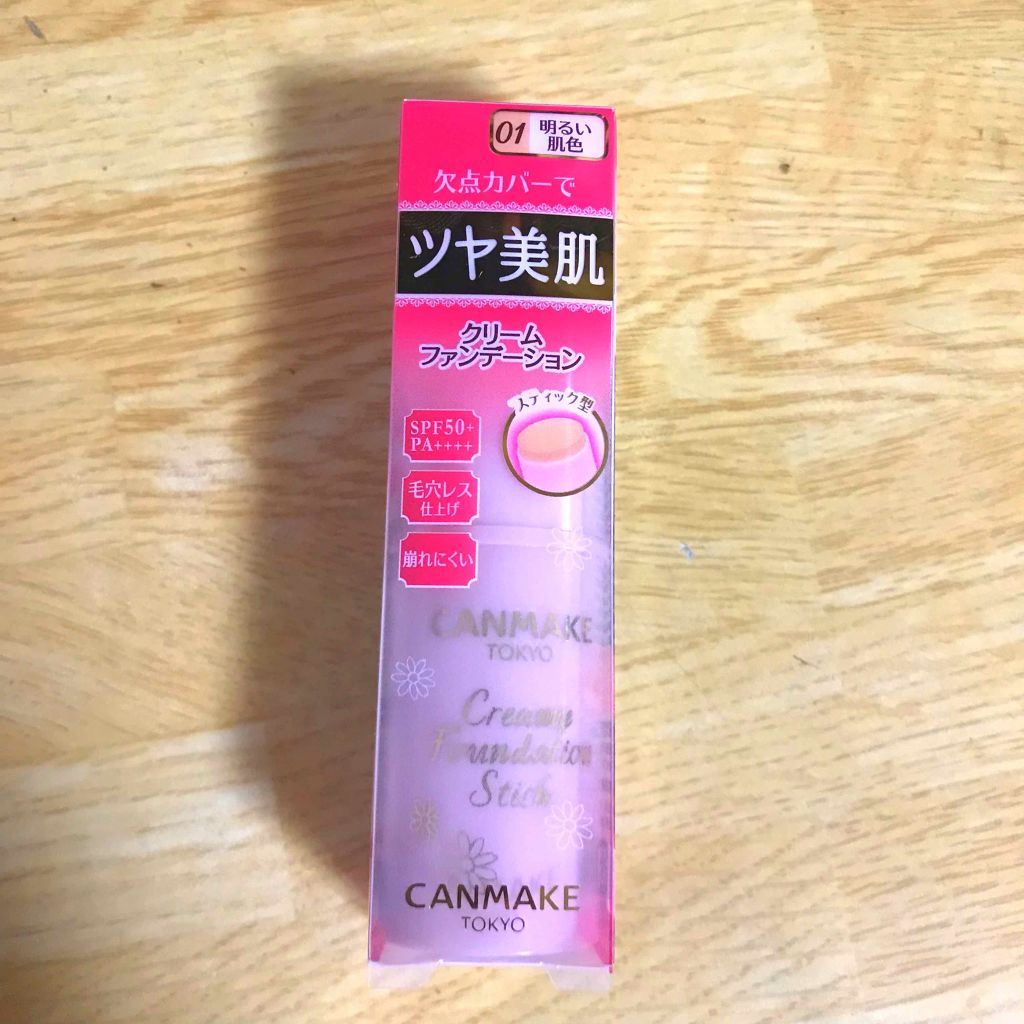 01 明るい
肌色
欠点カバーで
ツヤ美肌
クリーム
ファンデーション
スティック型
SPF50+
PA++++
毛穴レス
仕上げ
崩れにくい
CANMAKE
TOKYO
Creamy
Foundation
Stick
CANMAKE
TOKYO